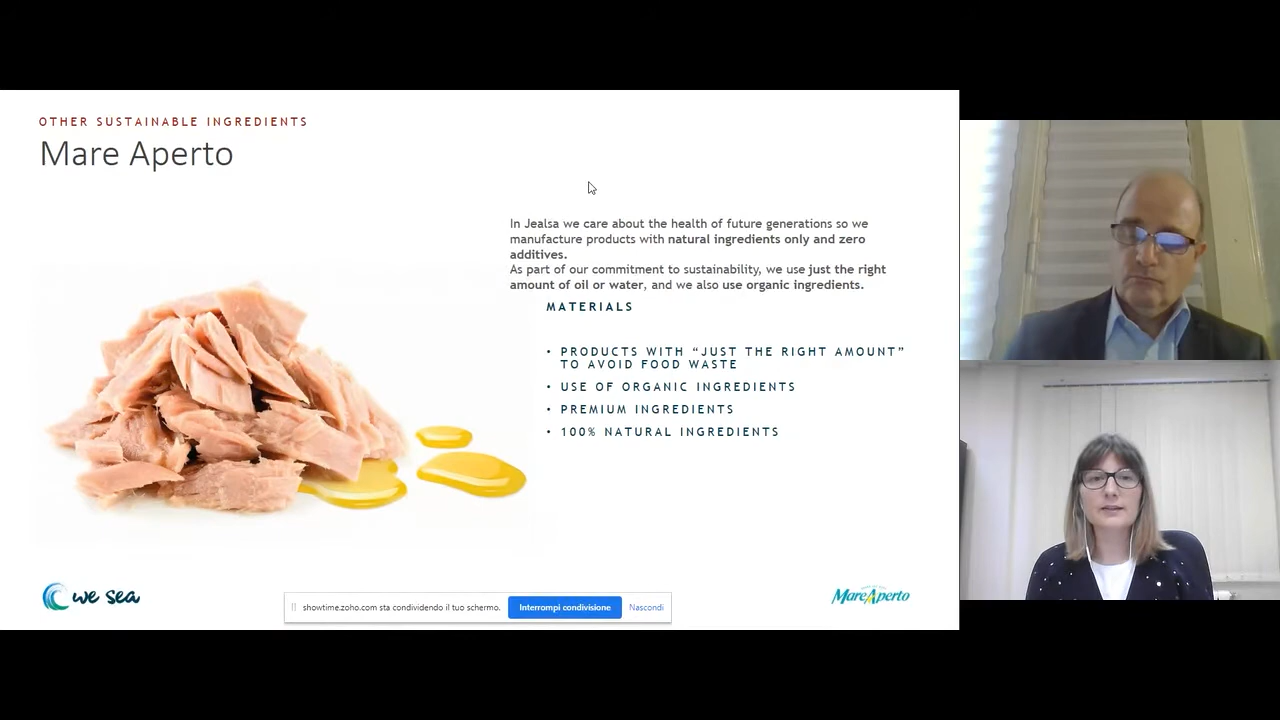 OTHER SUSTAINABLE INGREDIENTS
Mare Aperto
In Jealsa we care about the health of future generations so we
manufacture products with natural ingredients only and zero
additives.
As part of our commitment to sustainability, we use just the right
amount of oil or water, and we also use organic ingredients.
MATERIALS
• PRODUCTS WITH “JUST THE RIGHT AMOUNT”
TO AVOID FOOD WASTE
• USE OF ORGANIC INGREDIENTS
• PREMIUM INGREDIENTS
• 100% NATURAL INGREDIENTS
we sea
showtime.zoho.com sta condividendo il tuo schermo.
Interrompi condivisione
Nascondi
MareAperto